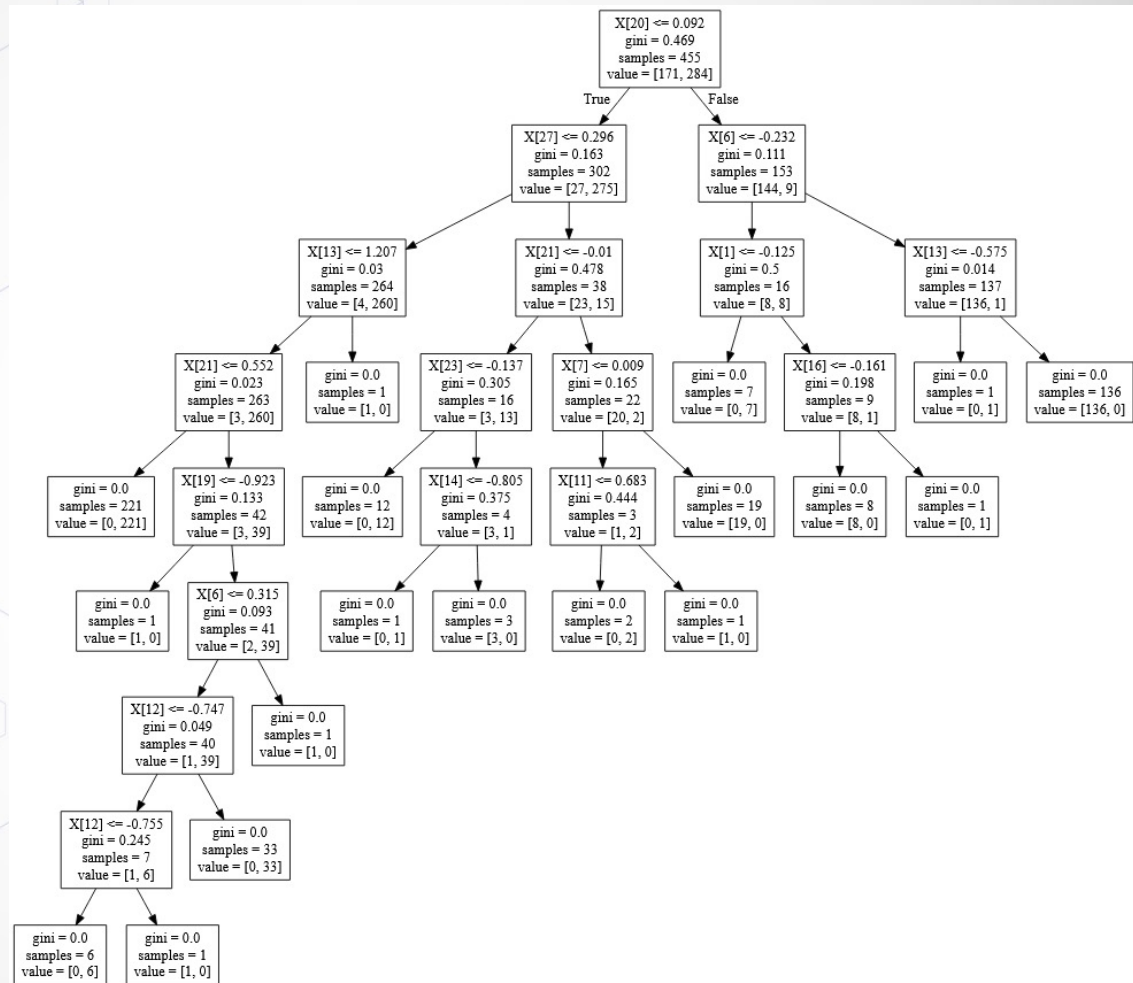 X[20] <= 0.092
gini = 0.469
samples = 455
value = [171, 284]
True
False
X[27] <= 0.296
gini = 0.163
samples = 302
value = [27, 275]
X[6] <= -0.232
gini = 0.111
samples = 153
value = [144, 9]
X[13] <= 1.207
gini = 0.03
samples = 264
value = [4, 260]
X[21] <= -0.01
gini = 0.478
samples = 38
value = [23, 15]
X[1] <= -0.125
gini = 0.5
samples = 16
value = [8, 8]
X[13] <= -0.575
gini = 0.014
samples = 137
value = [136, 1]
X[21] <= 0.552
gini = 0.023
samples = 263
value = [3, 260]
gini = 0.0
samples = 1
value = [1, 0]
X[23] <= -0.137
gini = 0.305
samples = 16
value = [3, 13]
X[7] <= 0.009
gini = 0.165
samples = 22
value = [20, 2]
gini = 0.0
samples = 7
value = [0, 7]
X[16] <= -0.161
gini = 0.198
samples = 9
value = [8, 1]
gini = 0.0
samples = 1
value = [0, 1]
gini = 0.0
samples = 136
value = [136, 0]
gini = 0.0
samples = 221
value = [0, 221]
X[19] <= -0.923
gini = 0.133
samples = 42
value = [3, 39]
gini = 0.0
samples = 12
value = [0, 12]
X[14] <= -0.805
gini = 0.375
samples = 4
value = [3, 1]
X[11] <= 0.683
gini = 0.444
samples = 3
value = [1, 2]
gini = 0.0
samples = 19
value = [19, 0]
gini = 0.0
samples = 8
value = [8, 0]
gini = 0.0
samples = 1
value = [0, 1]
gini = 0.0
samples = 1
value = [1, 0]
X[6] <= 0.315
gini = 0.093
samples = 41
value = [2, 39]
gini = 0.0
samples = 1
value = [0, 1]
gini = 0.0
samples = 3
value = [3, 0]
gini = 0.0
samples = 2
value = [0, 2]
gini = 0.0
samples = 1
value = [1, 0]
X[12] <= -0.747
gini = 0.049
samples = 40
value = [1, 39]
gini = 0.0
samples = 1
value = [1, 0]
X[12] <= -0.755
gini = 0.245
samples = 7
value = [1, 6]
gini = 0.0
samples = 33
value = [0, 33]
gini = 0.0
samples = 6
value = [0, 6]
gini = 0.0
samples = 1
value = [1, 0]